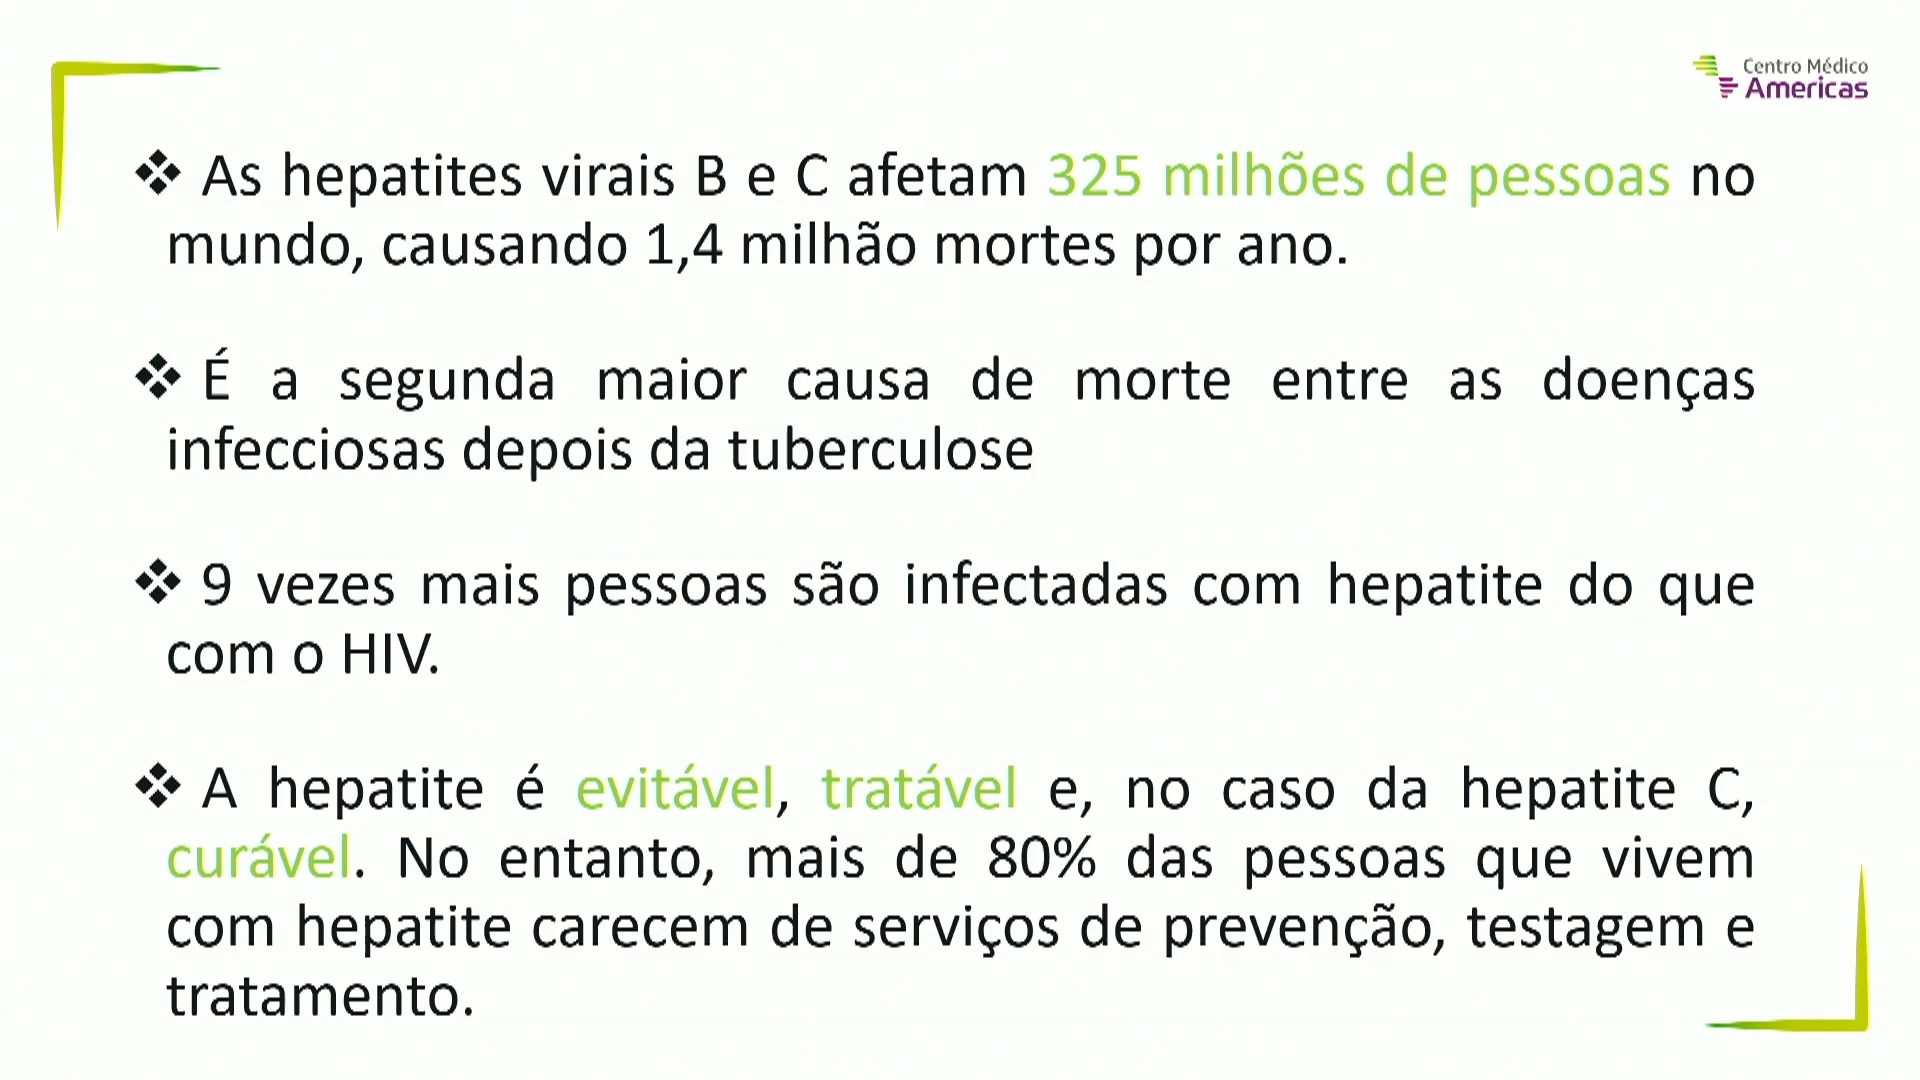 Centro Médico
Americas
❖ As hepatites virais B e C afetam 325 milhões de pessoas no
mundo, causando 1,4 milhão mortes por ano.
❖ É a segunda maior causa de morte entre as doenças
infecciosas depois da tuberculose
❖ 9 vezes mais pessoas são infectadas com hepatite do que
com o HIV.
❖ A hepatite é evitável, tratável e, no caso da hepatite C,
curável. No entanto, mais de 80% das pessoas que vivem
com hepatite carecem de serviços de prevenção, testagem e
tratamento.